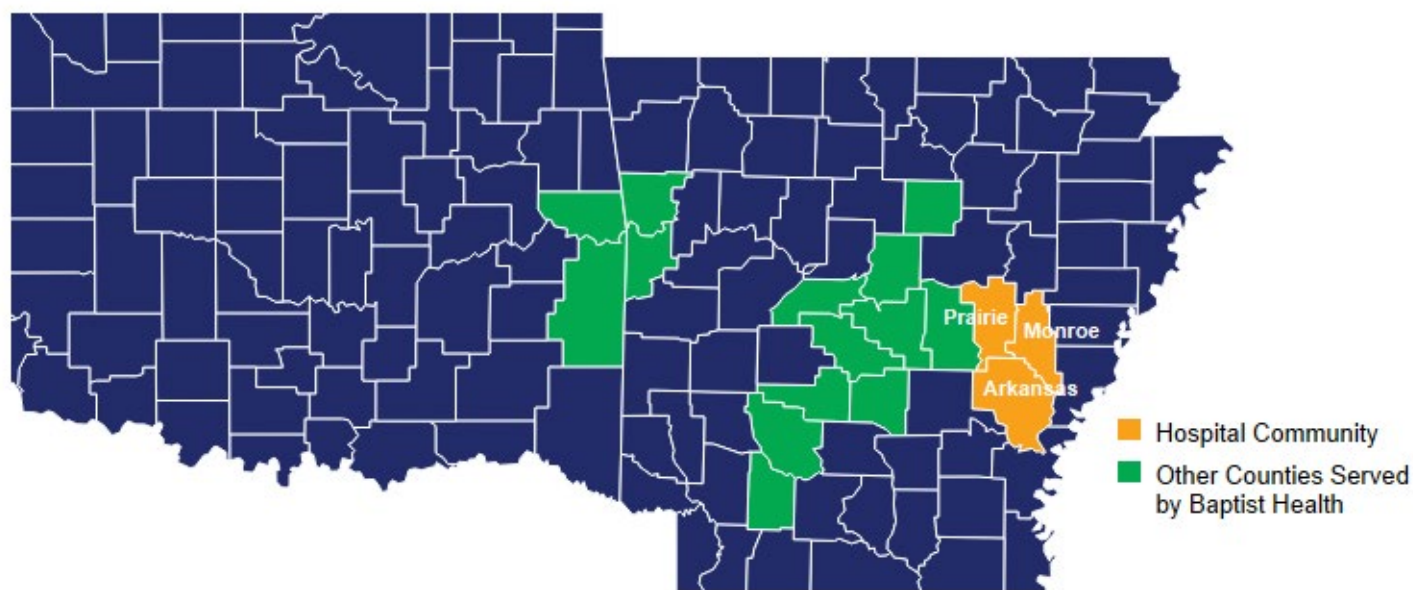 Prairie
Monroe
Arkansas
Hospital Community
Other Counties Served
by Baptist Health